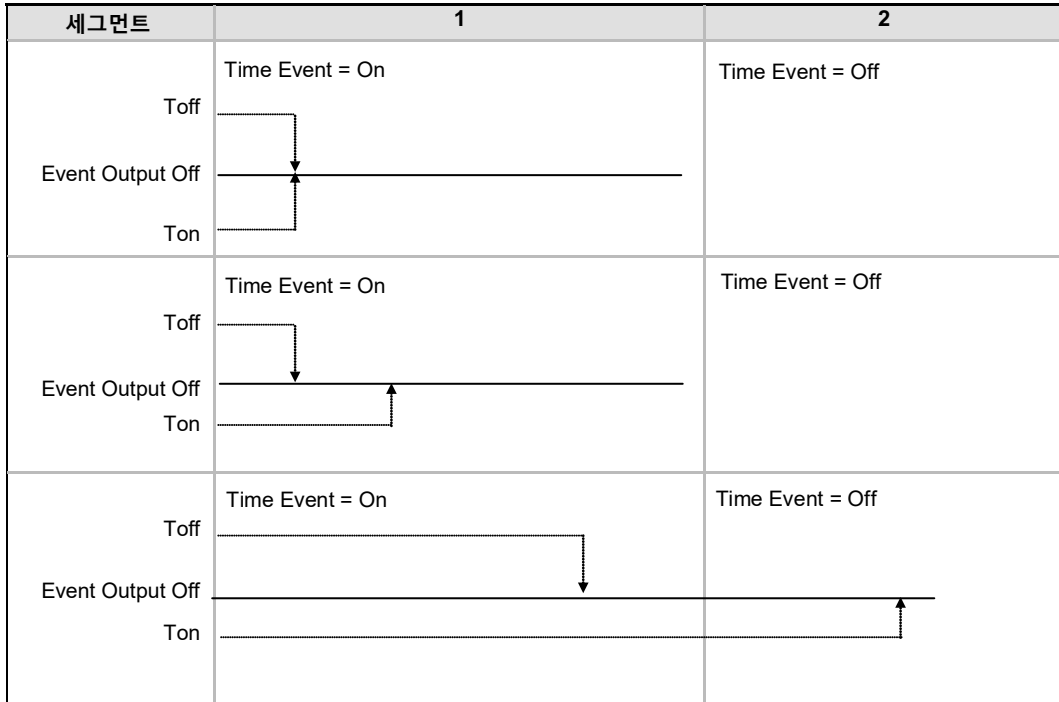 세그먼트 1 2
Time Event = On Time Event = Off
Toff
Event Output Off
Ton
Time Event = On Time Event = Off
Toff
Event Output Off
Ton
Time Event = On Time Event = Off
Toff
Event Output Off
Ton